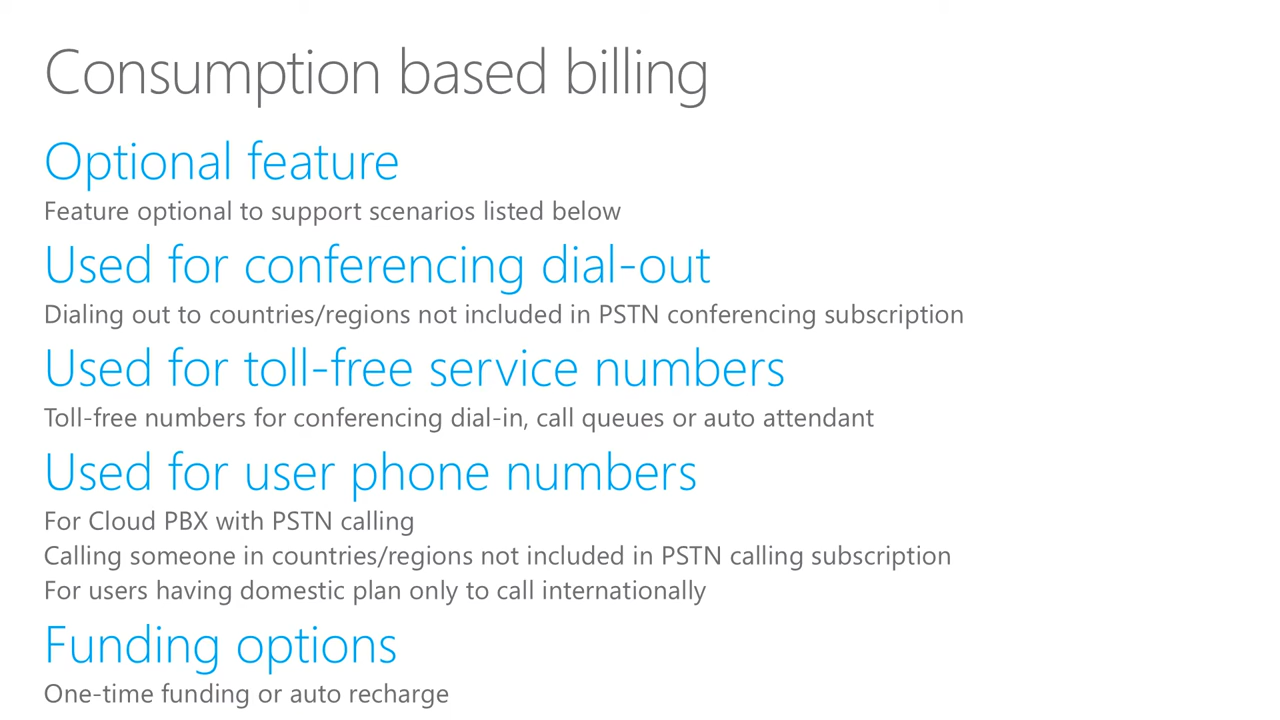 Consumption based billing
Optional feature
Feature optional to support scenarios listed below
Used for conferencing dial-out
Dialing out to countries/regions not included in PSTN conferencing subscription
Used for toll-free service numbers
Toll-free numbers for conferencing dial-in, call queues or auto attendant
Used for user phone numbers
For Cloud PBX with PSTN calling
Calling someone in countries/regions not included in PSTN calling subscription
For users having domestic plan only to call internationally
Funding options
One-time funding or auto recharge